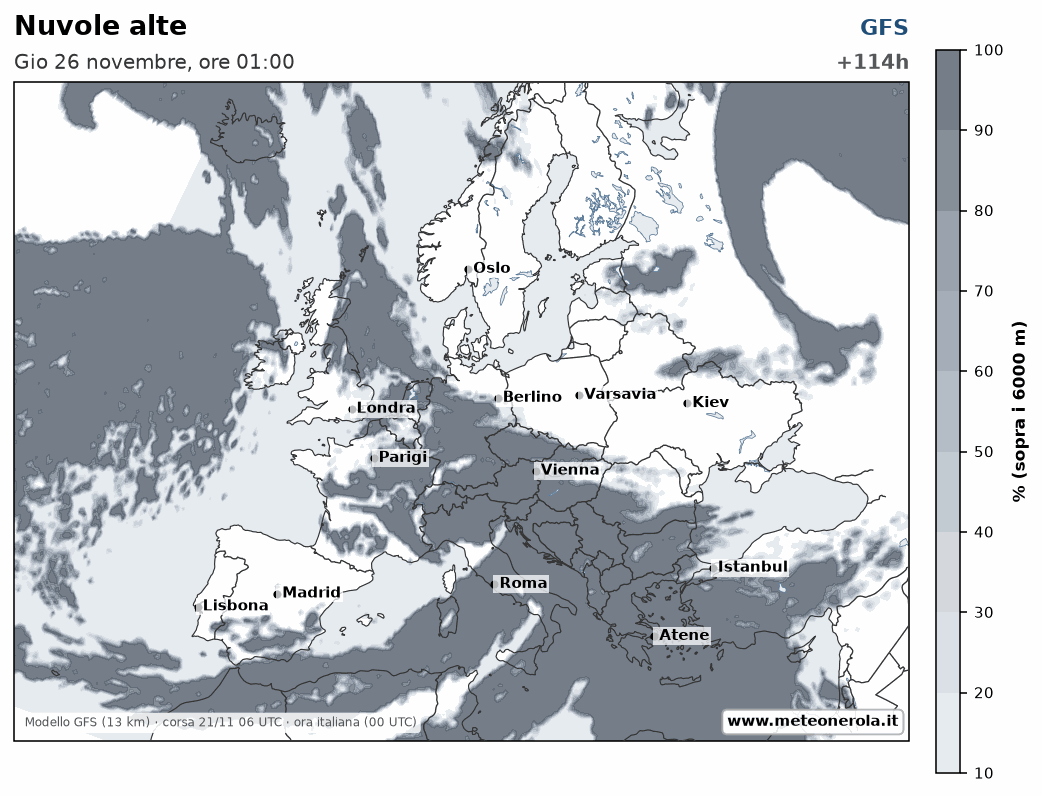 Nuvole alte
GFS
Gio 26 novembre, ore 01:00
+114h
Oslo
Berlino
Varsavia
Kiev
Londra
Parigi
Vienna
Istanbul
Roma
Madrid
Lisbona
Atene
Modello GFS (13 km) · corsa 21/11 06 UTC · ora italiana (00 UTC)
www.meteonerola.it
100
90
80
70
60
50
40
30
20
10
% (sopra i 6000 m)